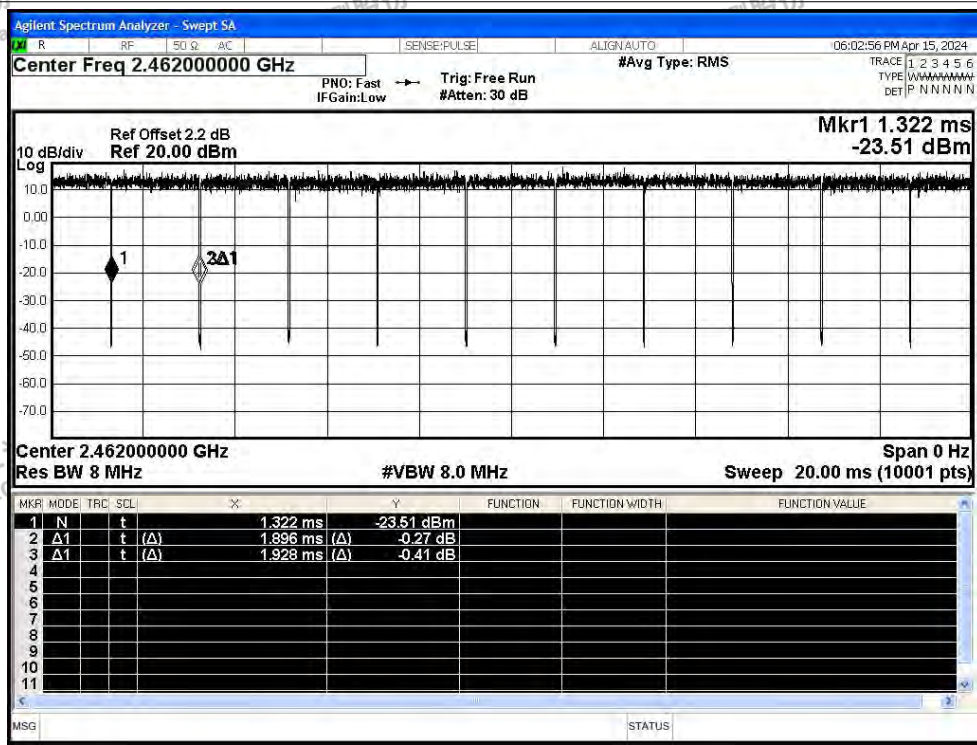 Agilent Spectrum Analyzer - Swept SA
R RF 50 Ω AC SENSE:PULSE ALIGN AUTO 06:02:56 PM Apr 15, 2024
Center Freq 2.462000000 GHz
PNO: Fast
IFGain:Low
Trig: Free Run
#Atten: 30 dB
#Avg Type: RMS
TRACE 1 2 3 4 5 6
TYPE
DET P N N N N N
Mkr1 1.322 ms
-23.51 dBm
Ref Offset 2.2 dB
10 dB/div Ref 20.00 dBm
Log
10.0
0.00
-10.0
1 Δ1
-20.0
-30.0
-40.0
-50.0
-60.0
-70.0
Center 2.462000000 GHz Span 0 Hz
Res BW 8 MHz #VBW 8.0 MHz Sweep 20.00 ms (10001 pts)
MKR MODE TRC SCL X Y FUNCTION FUNCTION WIDTH FUNCTION VALUE
1 N t 1.322 ms -23.51 dBm
2 Δ1 t (Δ) 1.896 ms (Δ) -0.27 dB
3 Δ1 t (Δ) 1.928 ms (Δ) -0.41 dB
4
5
6
7
8
9
10
11
MSG STATUS